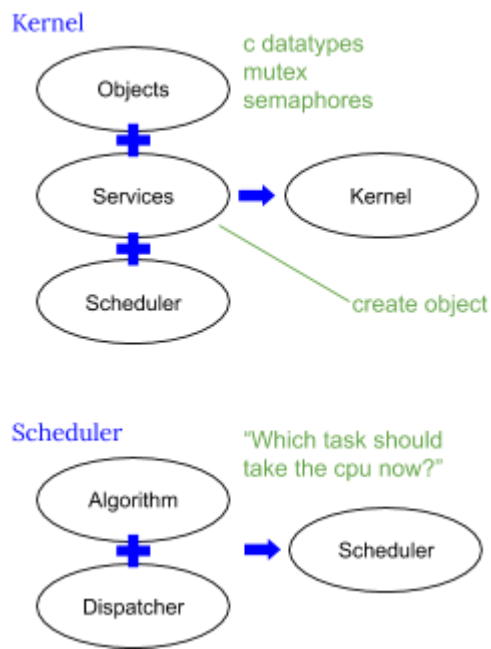 Kernel
c datatypes
mutex
semaphores
Objects
Services
Kernel
Scheduler
create object
Scheduler
“Which task should
take the cpu now?”
Algorithm
Scheduler
Dispatcher